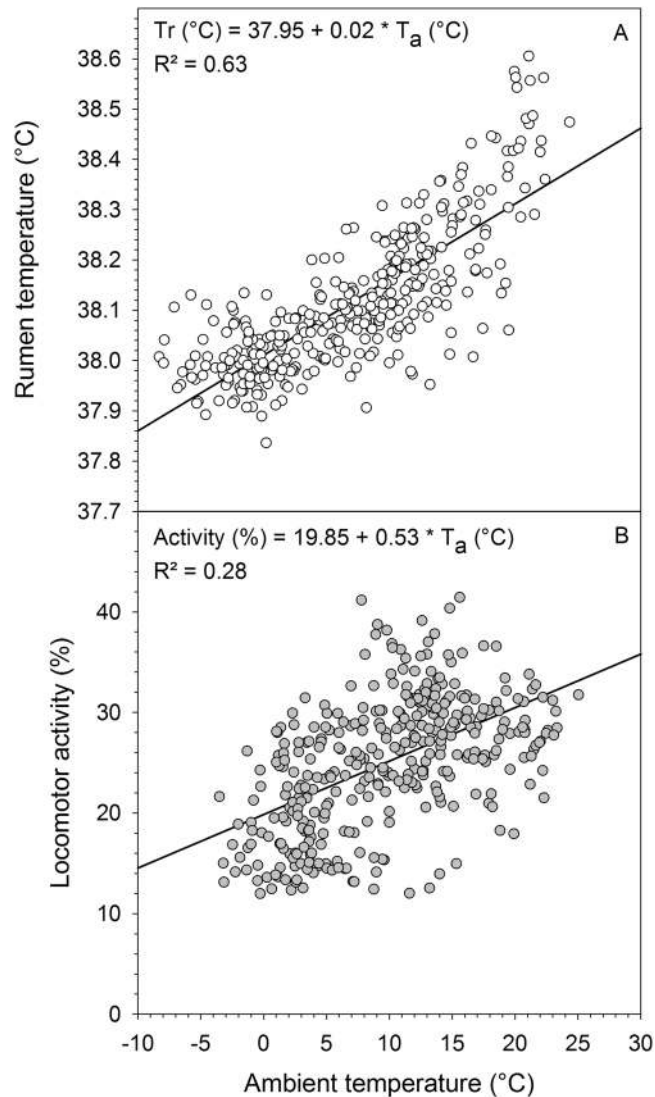 Tr (°C) = 37.95 + 0.02 * Ta (°C)
A
R² = 0.63
38.6
38.5
38.4
38.3
38.2
38.1
38.0
37.9
37.8
37.7
Rumen temperature (°C)
Activity (%) = 19.85 + 0.53 * Ta (°C)
B
R² = 0.28
40
30
20
10
0
Locomotor activity (%)
-10 -5 0 5 10 15 20 25 30
Ambient temperature (°C)